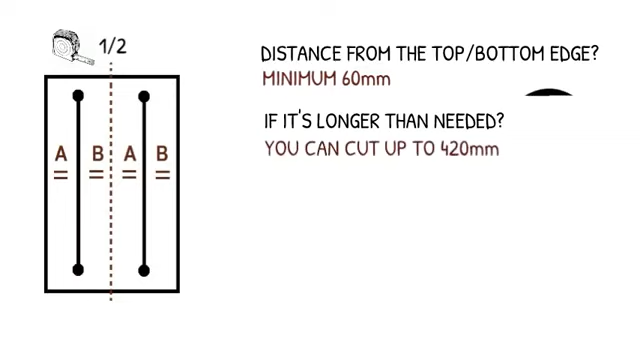 1/2
A B A B
= = = =
DISTANCE FROM THE TOP/BOTTOM EDGE?
MINIMUM 60mm
IF IT'S LONGER THAN NEEDED?
YOU CAN CUT UP TO 420mm